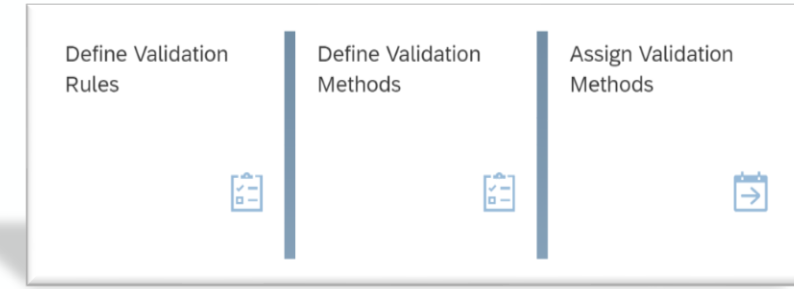 Define Validation
Rules
Define Validation
Methods
Assign Validation
Methods